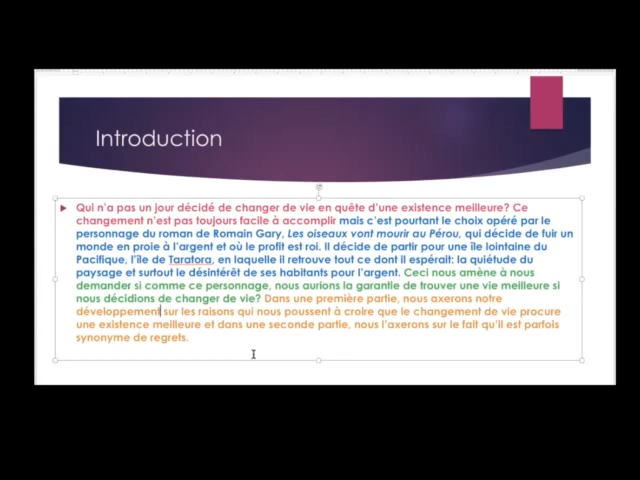 Introduction
Qui n'a pas un jour décidé de changer de vie en quête d'une existence meilleure? Ce
changement n'est pas toujours facile à accomplir mais c'est pourtant le choix opéré par le
personnage du roman de Romain Gary, Les oiseaux vont mourir au Pérou, qui décide de fuir un
monde en proie à l'argent et où le profit est roi. Il décide de partir pour une île lointaine du
Pacifique, l'île de Taratora, en laquelle il retrouve tout ce dont il espérait: la quiétude du
paysage et surtout le désintérêt de ses habitants pour l'argent. Ceci nous amène à nous
demander si comme ce personnage, nous aurions la garantie de trouver une vie meilleure si
nous décidions de changer de vie? Dans une première partie, nous axerons notre
développement sur les raisons qui nous poussent à croire que le changement de vie procure
une existence meilleure et dans une seconde partie, nous l'axerons sur le fait qu'il est parfois
synonyme de regrets.